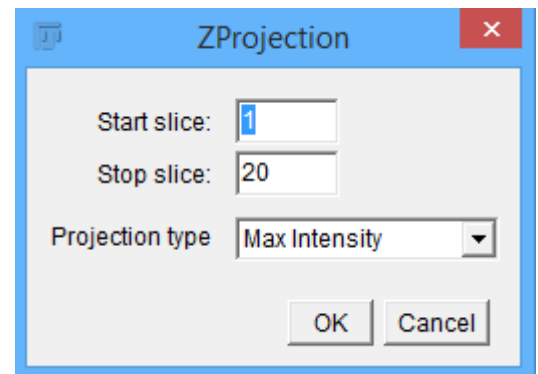 ZProjection
Start slice: 1
Stop slice: 20
Projection type Max Intensity
OK Cancel